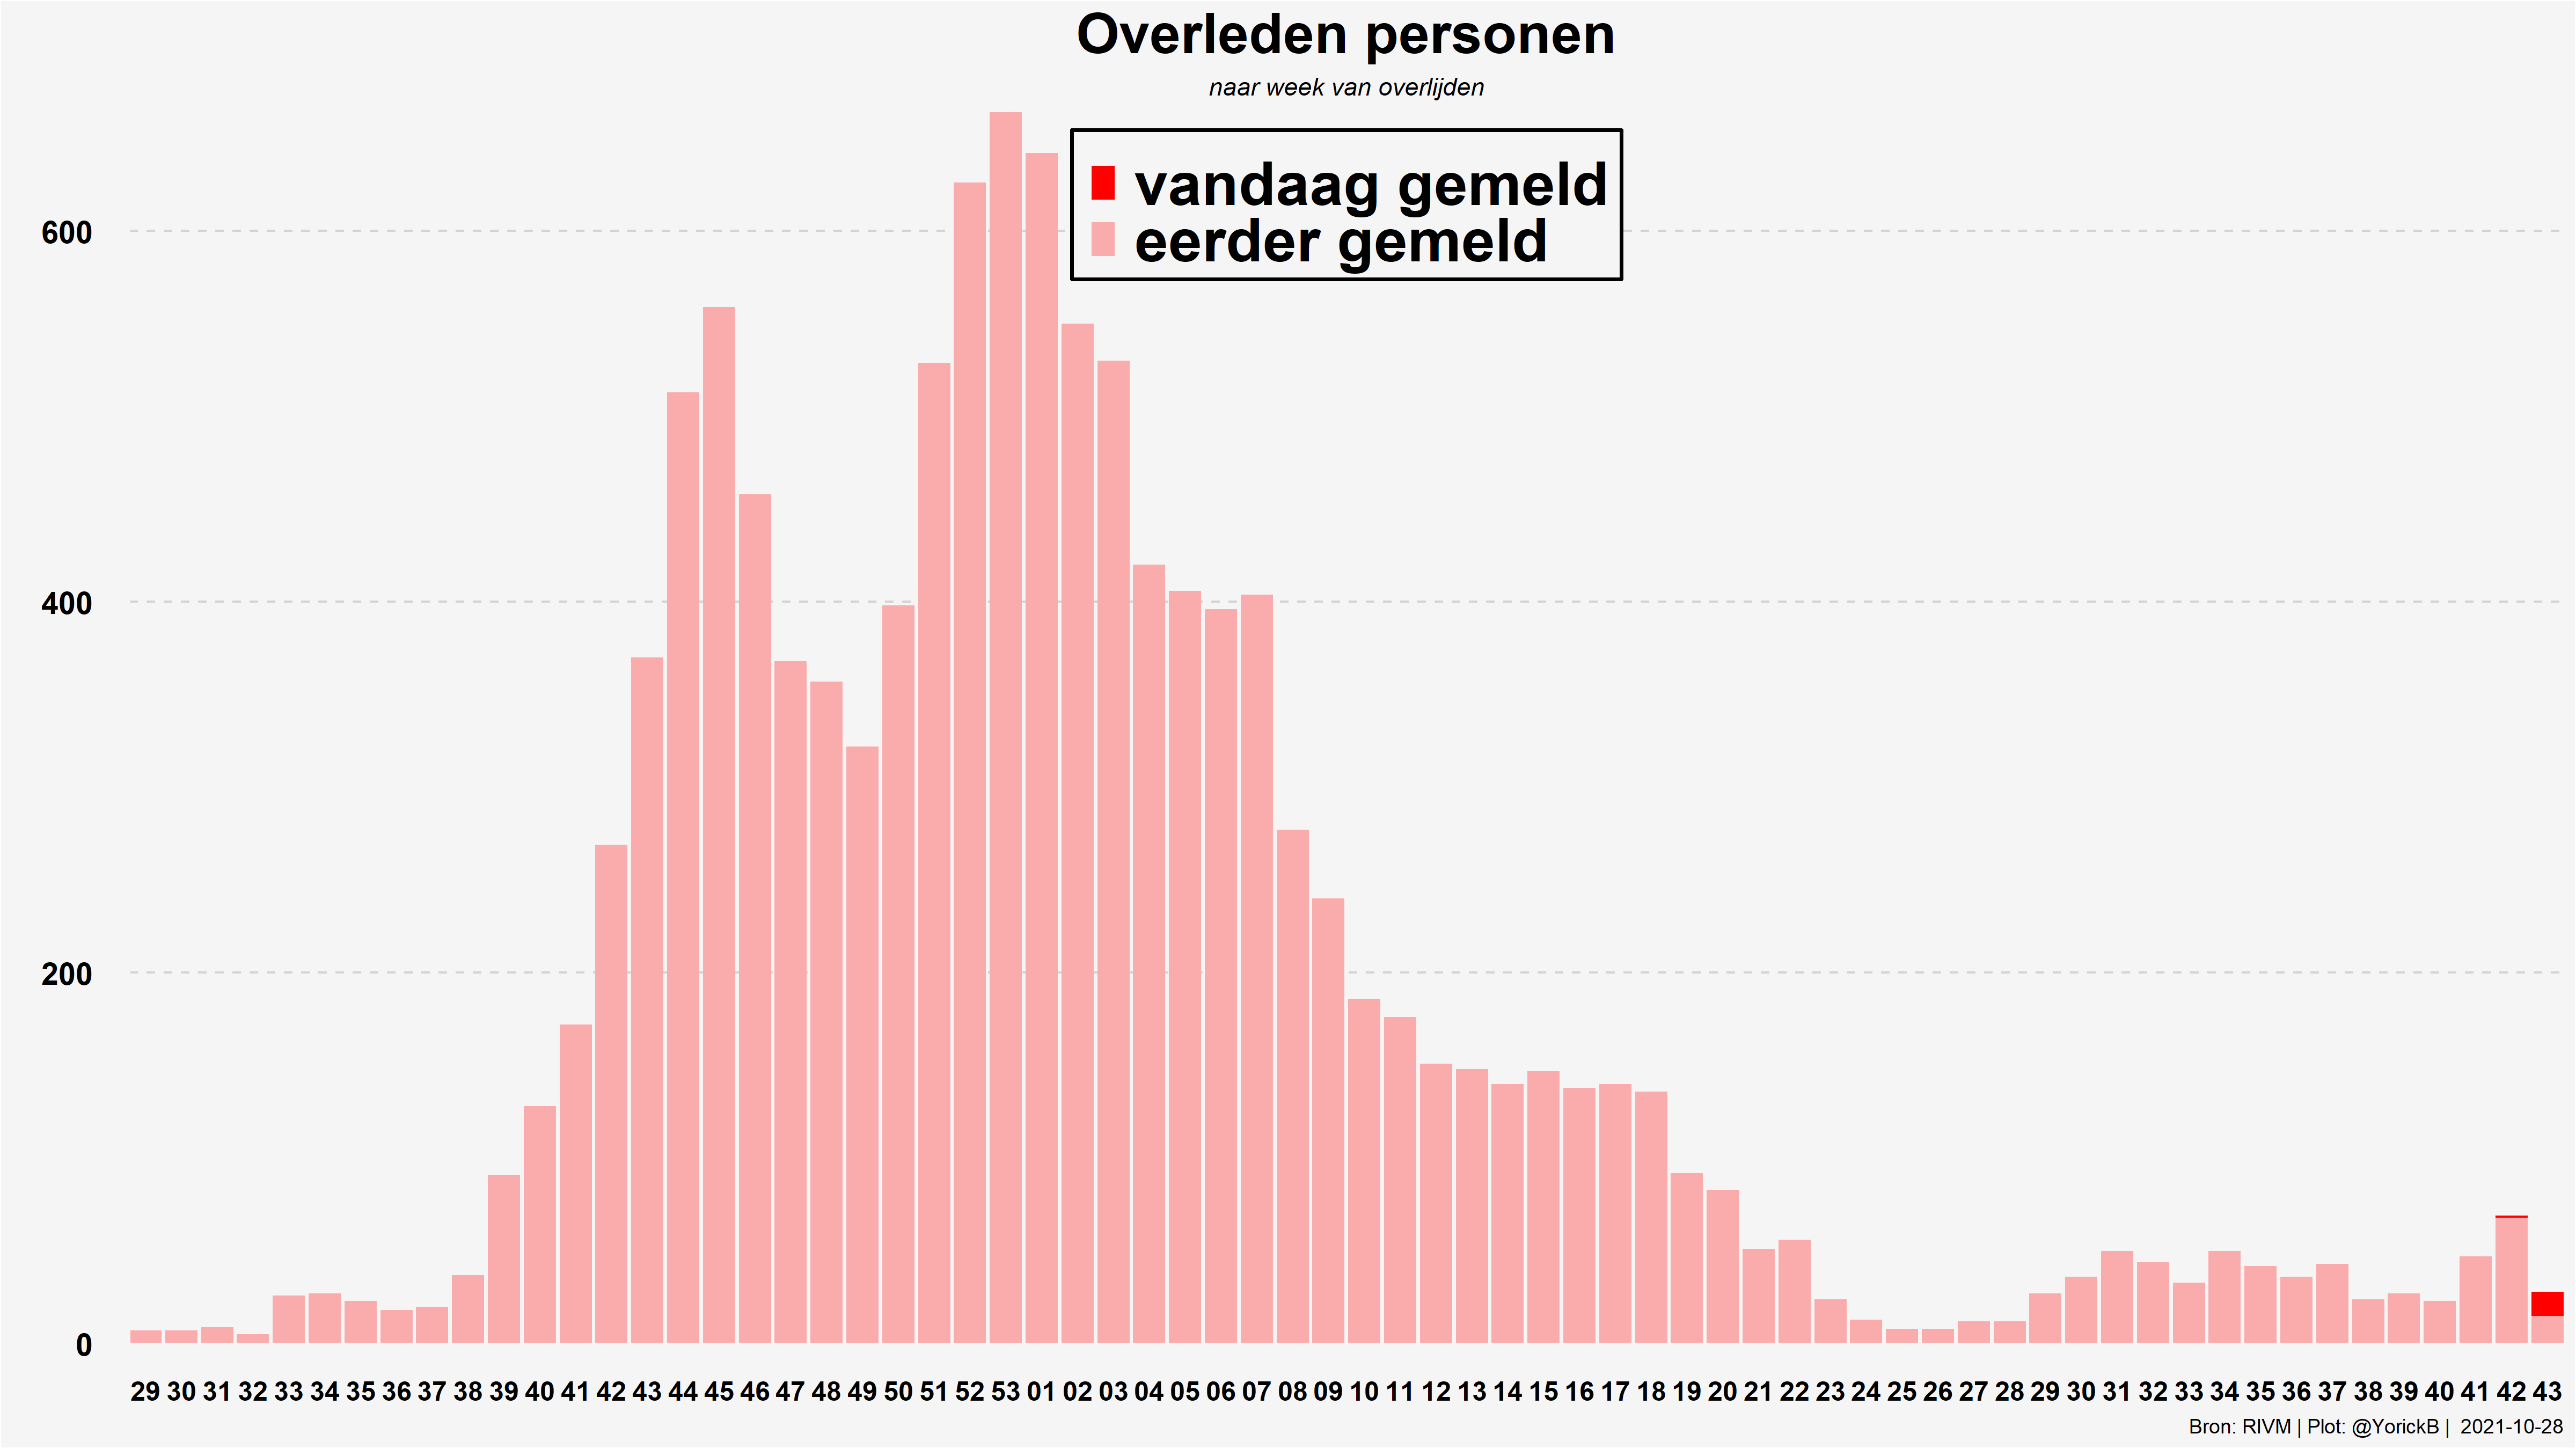 Overleden personen
naar week van overlijden
vandaag gemeld
eerder gemeld
600
400
200
0
29 30 31 32 33 34 35 36 37 38 39 40 41 42 43 44 45 46 47 48 49 50 51 52 53 01 02 03 04 05 06 07 08 09 10 11 12 13 14 15 16 17 18 19 20 21 22 23 24 25 26 27 28 29 30 31 32 33 34 35 36 37 38 39 40 41 42 43
Bron: RIVM | Plot: @YorickB | 2021-10-28